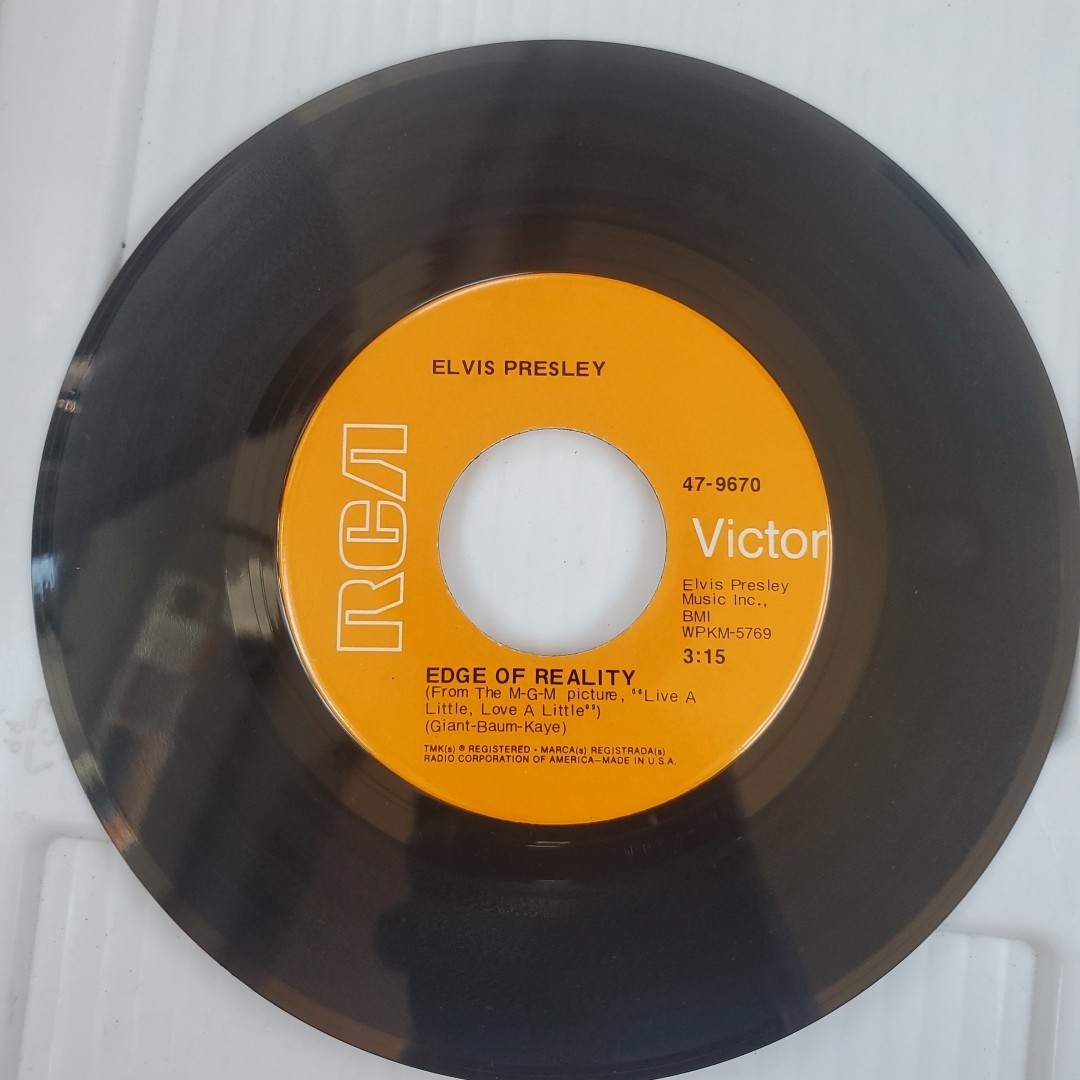 ELVIS PRESLEY
RCA
47-9670
Victor
Elvis Presley
Music Inc.,
BMI
WPKM-5769
3:15
EDGE OF REALITY
(From The M-G-M picture, "Live A
Little, Love A Little")
(Giant-Baum-Kaye)
TMK(s) ® REGISTERED • MARCA(s) REGISTRADA(s)
RADIO CORPORATION OF AMERICA—MADE IN U.S.A.